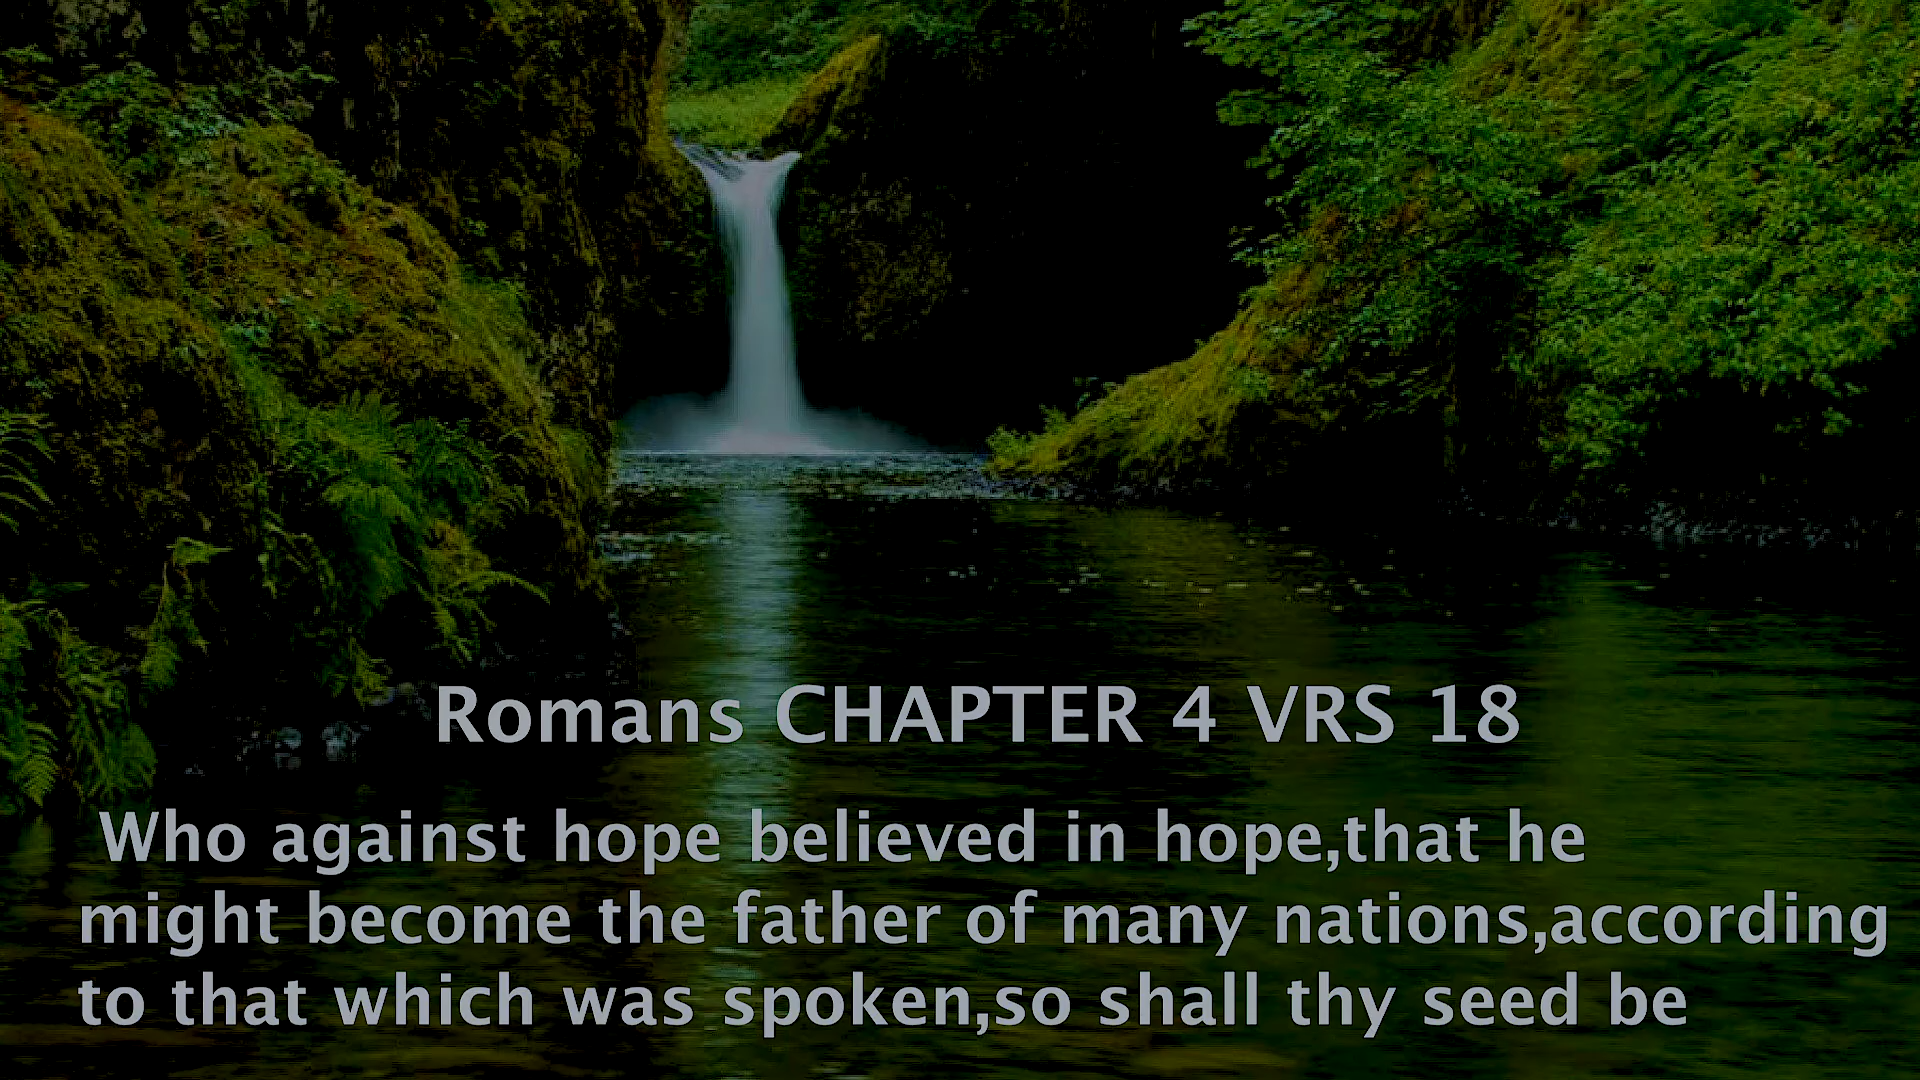 Romans CHAPTER 4 VRS 18
Who against hope believed in hope,that he
might become the father of many nations,according
to that which was spoken,so shall thy seed be